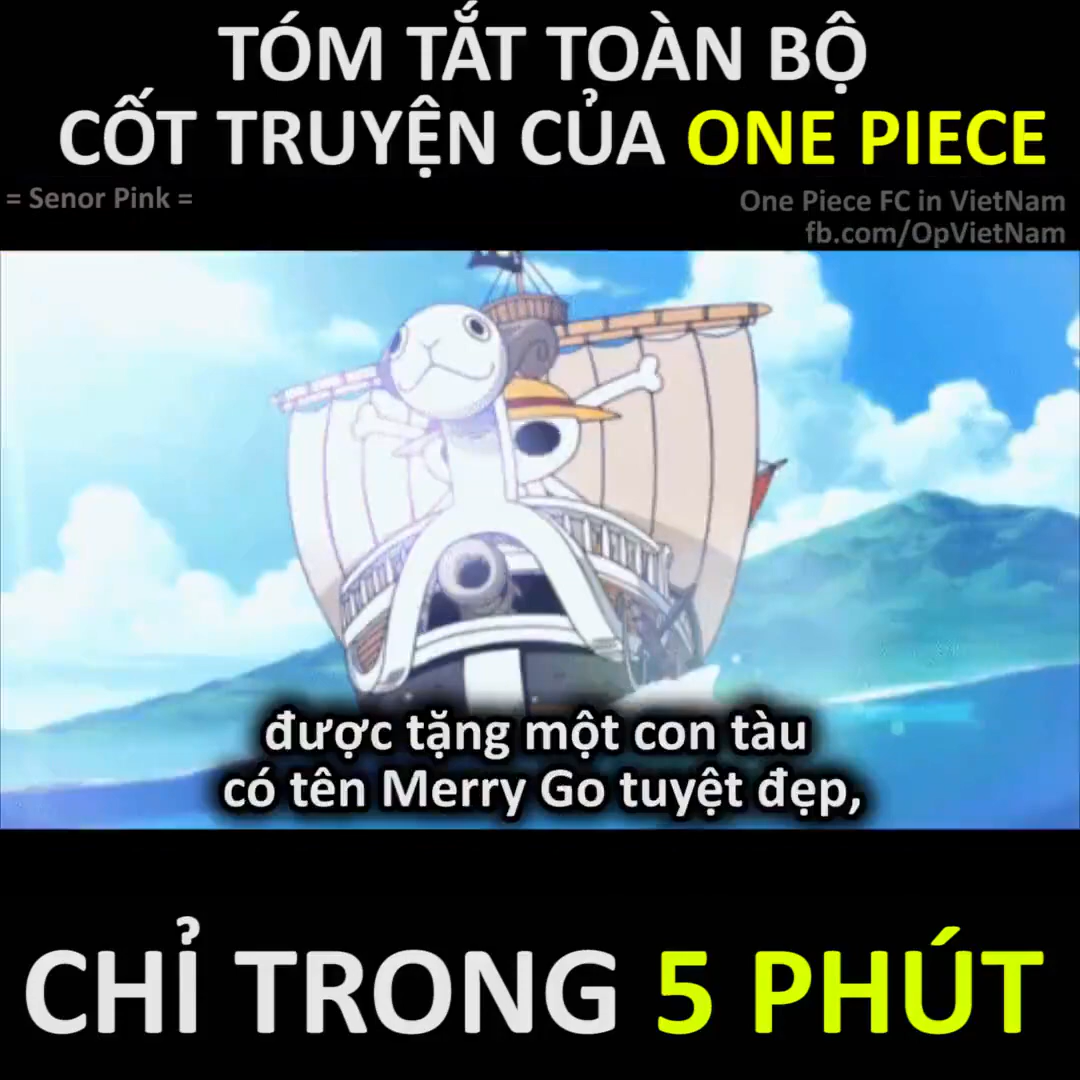 TÓM TẮT TOÀN BỘ
CỐT TRUYỆN CỦA ONE PIECE
= Senor Pink =
One Piece FC in VietNam
fb.com/OpVietNam
được tặng một con tàu
có tên Merry Go tuyệt đẹp,
CHỈ TRONG 5 PHÚT